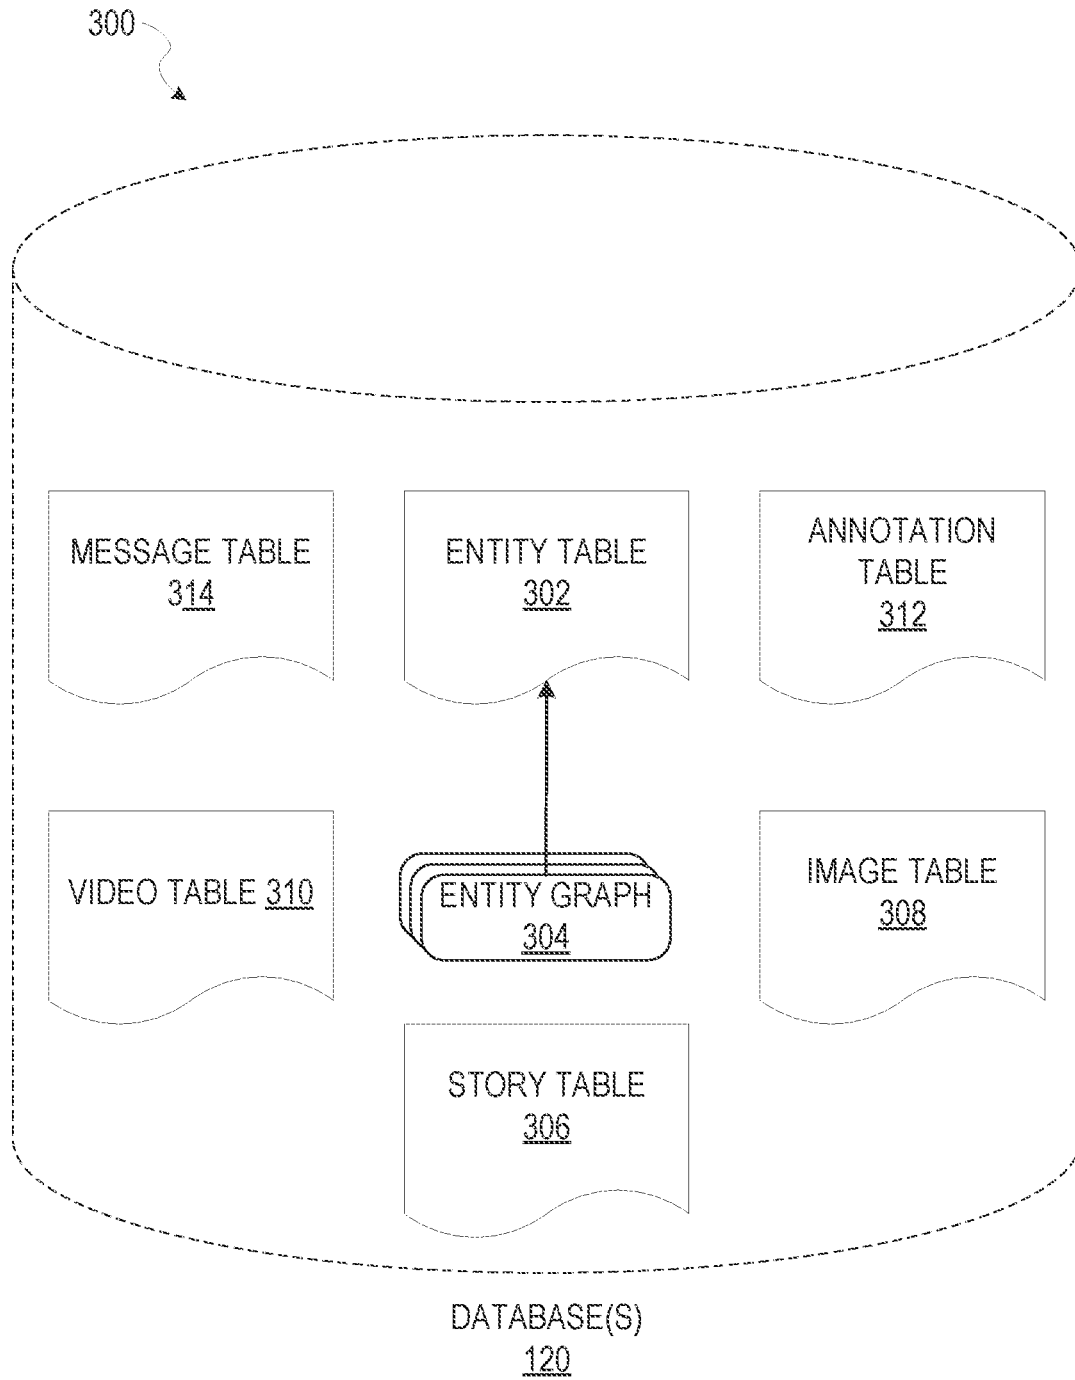 300
MESSAGE TABLE
314
ENTITY TABLE
302
ANNOTATION
TABLE
312
VIDEO TABLE 310
ENTITY GRAPH
304
IMAGE TABLE
308
STORY TABLE
306
DATABASE(S)
120